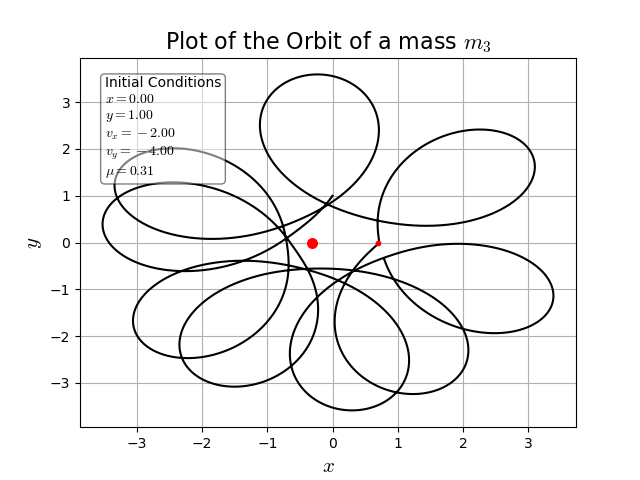 Plot of the Orbit of a mass m₃
Initial Conditions
x = 0.00
y = 1.00
vₓ = −2.00
v_y = −4.00
μ = 0.31
3
2
1
0
−1
−2
−3
y
−3 −2 −1 0 1 2 3
x